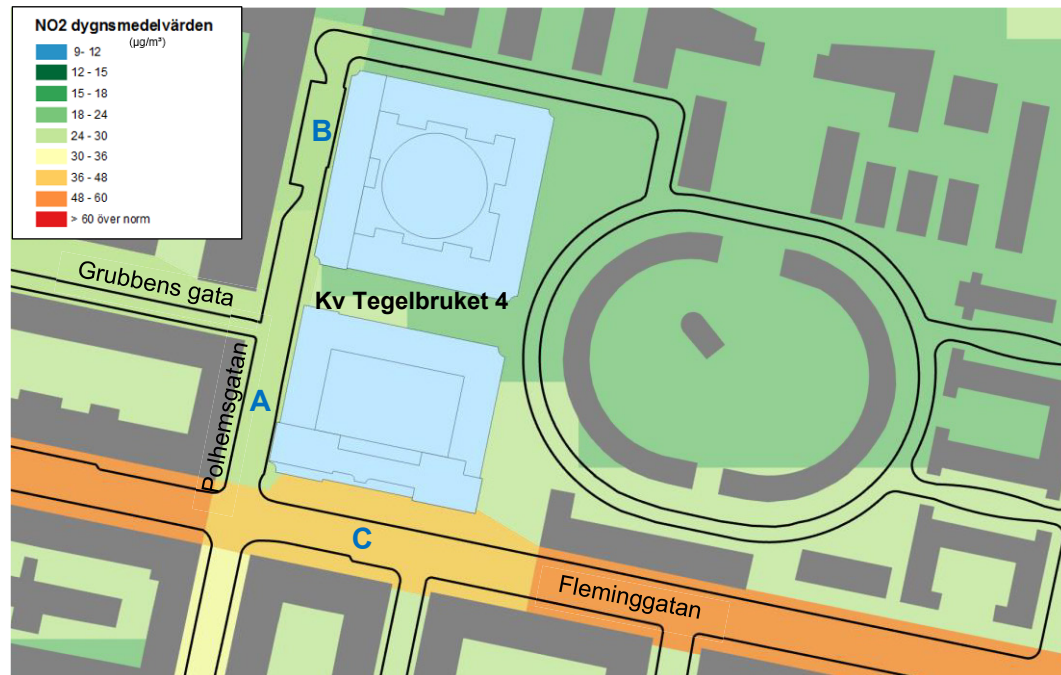 NO2 dygnsmedelvärden
(µg/m³)
9- 12
12 - 15
15 - 18
18 - 24
24 - 30
30 - 36
36 - 48
48 - 60
> 60 över norm
B
Grubbens gata
Kv Tegelbruket 4
Polhemsgatan
A
C
Fleminggatan